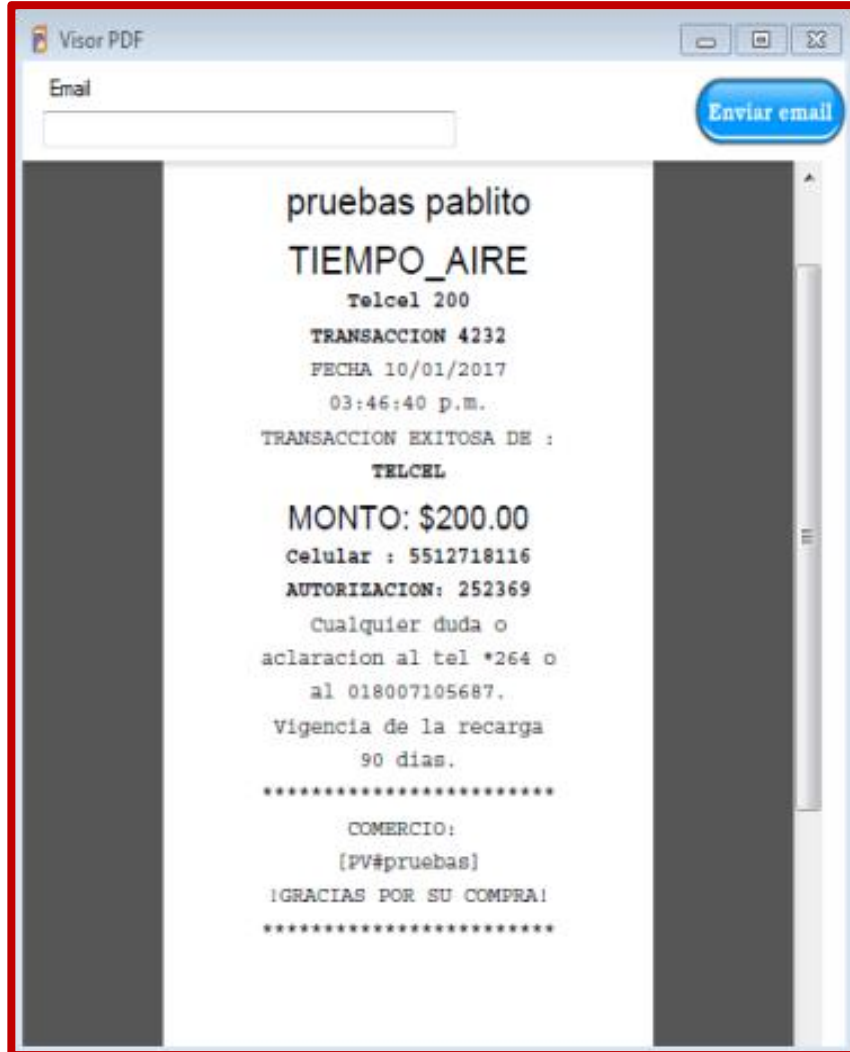 Visor PDF
Email
Enviar email
pruebas pablito
TIEMPO_AIRE
Telcel 200
TRANSACCION 4232
FECHA 10/01/2017
03:46:40 p.m.
TRANSACCION EXITOSA DE :
TELCEL
MONTO: $200.00
Celular : 5512718116
AUTORIZACION: 252369
Cualquier duda o
aclaracion al tel *264 o
al 018007105687.
Vigencia de la recarga
90 dias.
************************
COMERCIO:
[PV#pruebas]
!GRACIAS POR SU COMPRA!
************************